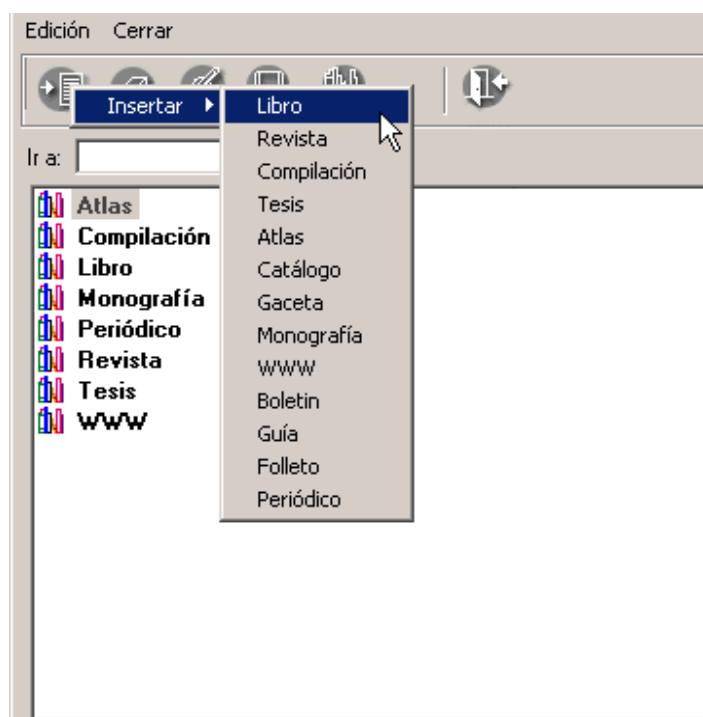 Edición Cerrar
Insertar
Ir a:
Atlas
Compilación
Libro
Monografía
Periódico
Revista
Tesis
WWW
Libro
Revista
Compilación
Tesis
Atlas
Catálogo
Gaceta
Monografía
WWW
Boletin
Guía
Folleto
Periódico